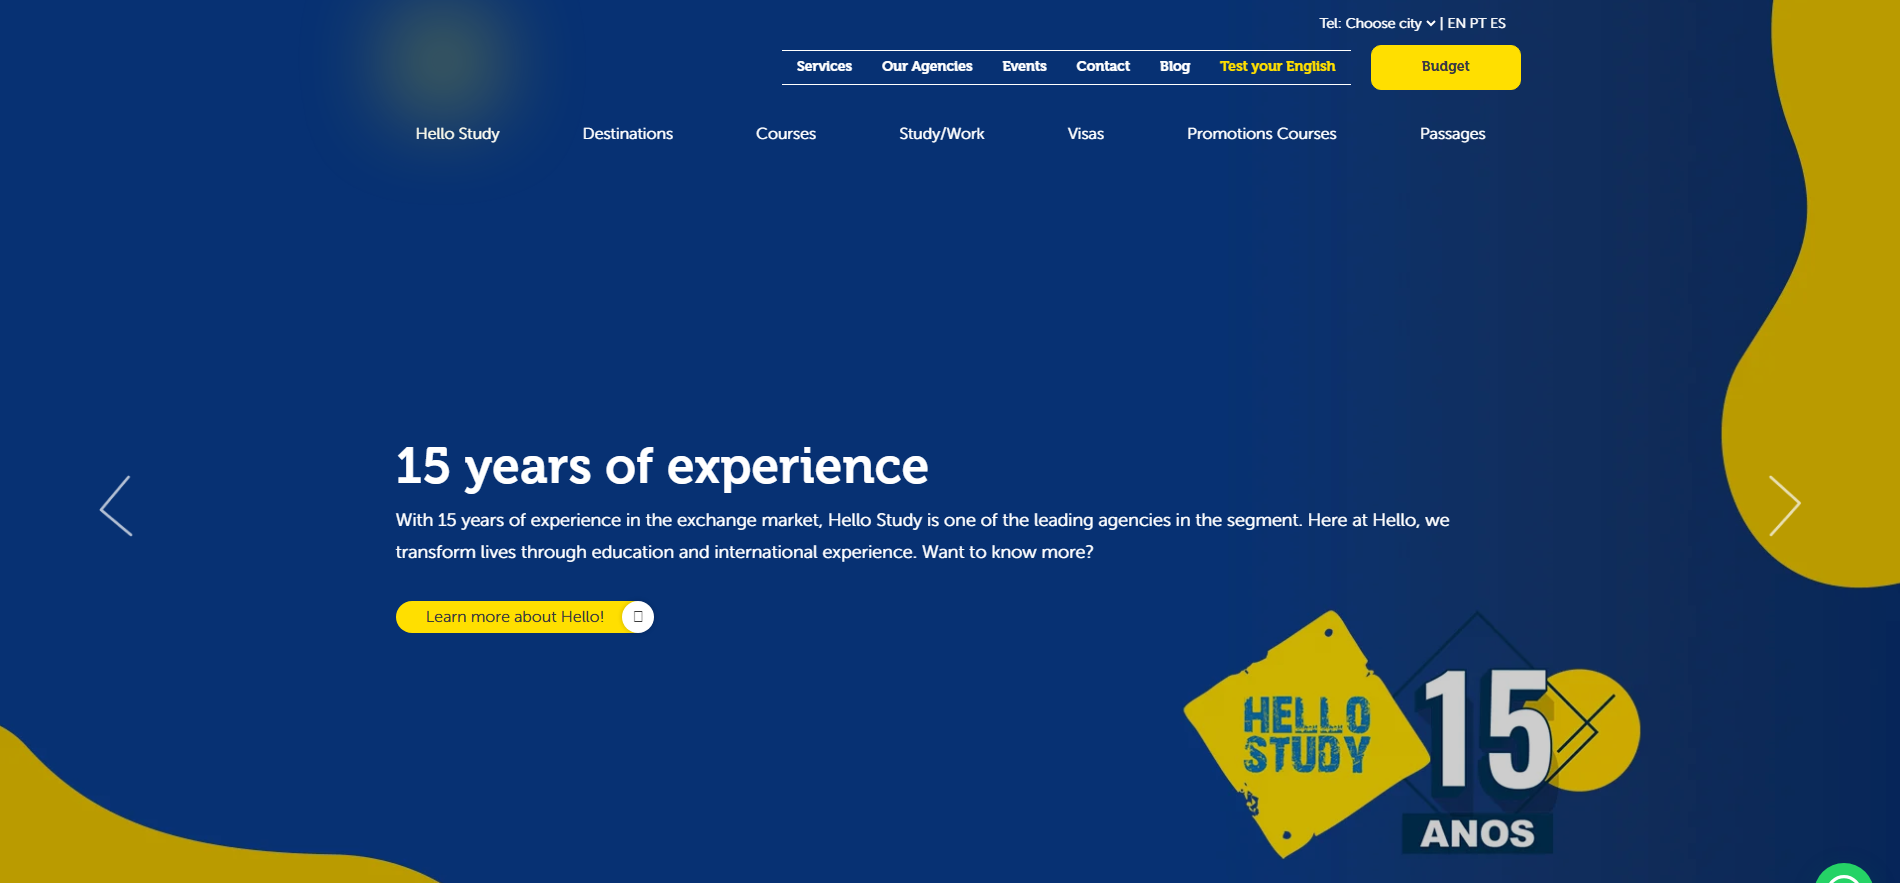 Tel: Choose city | EN PT ES
Services Our Agencies Events Contact Blog Test your English Budget
Hello Study Destinations Courses Study/Work Visas Promotions Courses Passages
15 years of experience
With 15 years of experience in the exchange market, Hello Study is one of the leading agencies in the segment. Here at Hello, we
transform lives through education and international experience. Want to know more?
Learn more about Hello!
HELLO
STUDY
15
ANOS